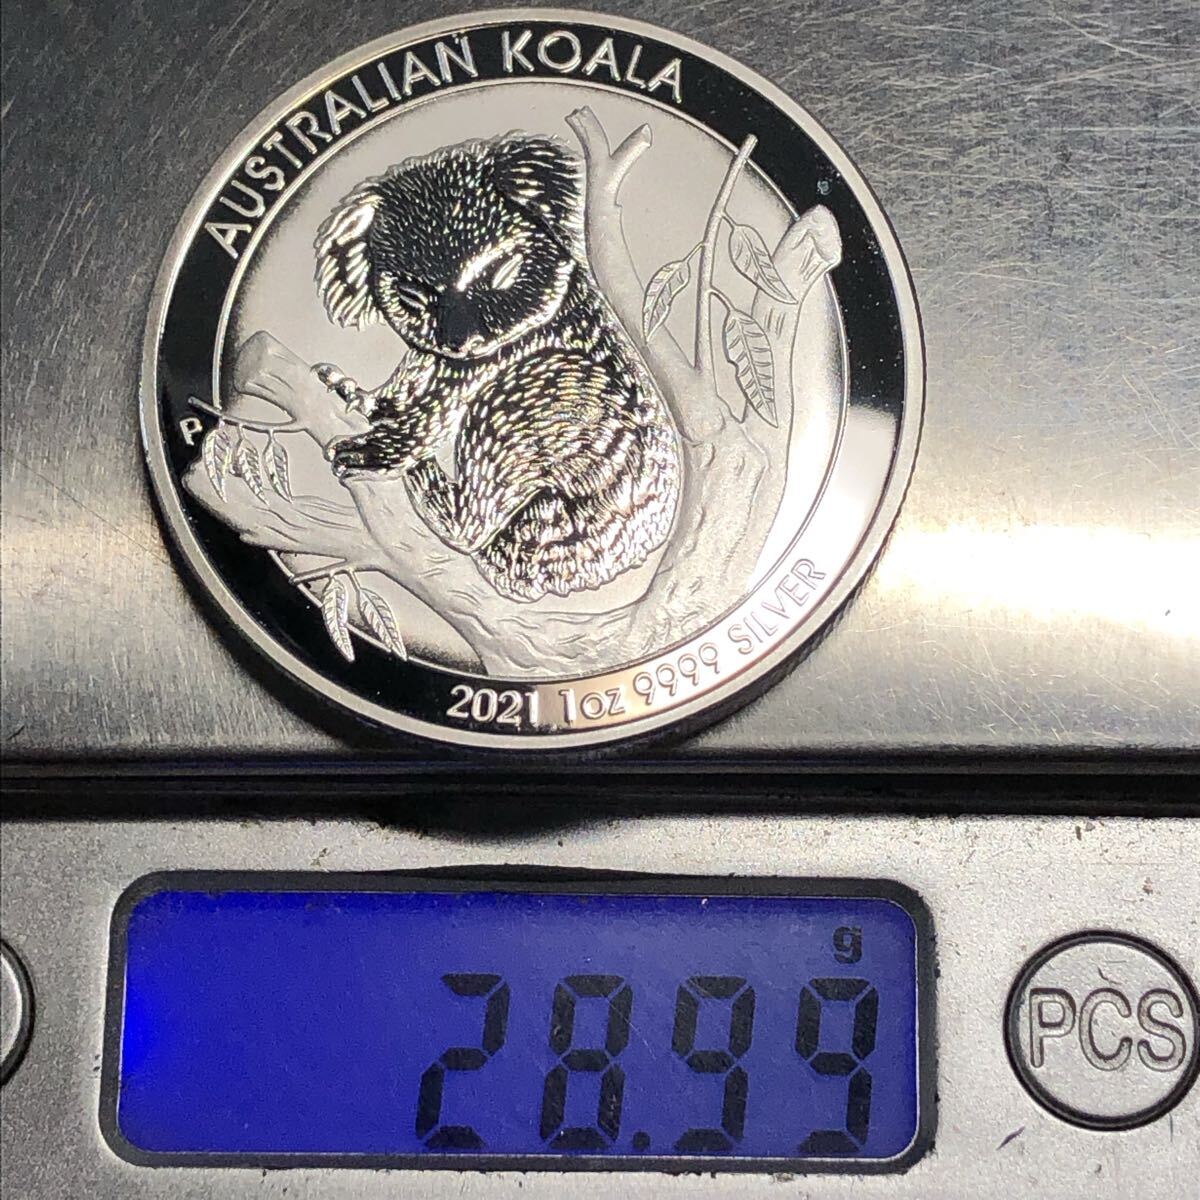 AUSTRALIAN KOALA
P
2021 1oz 9999 SILVER
g
28.99
PCS